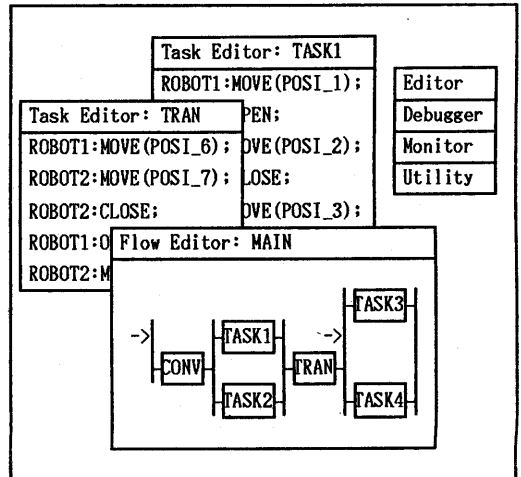 Task Editor: TASK1
ROBOT1:MOVE(POSI_1);
PEN;
OVE(POSI_2);
LOSE;
OVE(POSI_3);
Editor
Debugger
Monitor
Utility
Task Editor: TRAN
ROBOT1:MOVE(POSI_6);
ROBOT2:MOVE(POSI_7);
ROBOT2:CLOSE;
ROBOT1:O
ROBOT2:M
Flow Editor: MAIN
->
CONV
TASK1
TASK2
TRAN
->
TASK3
TASK4